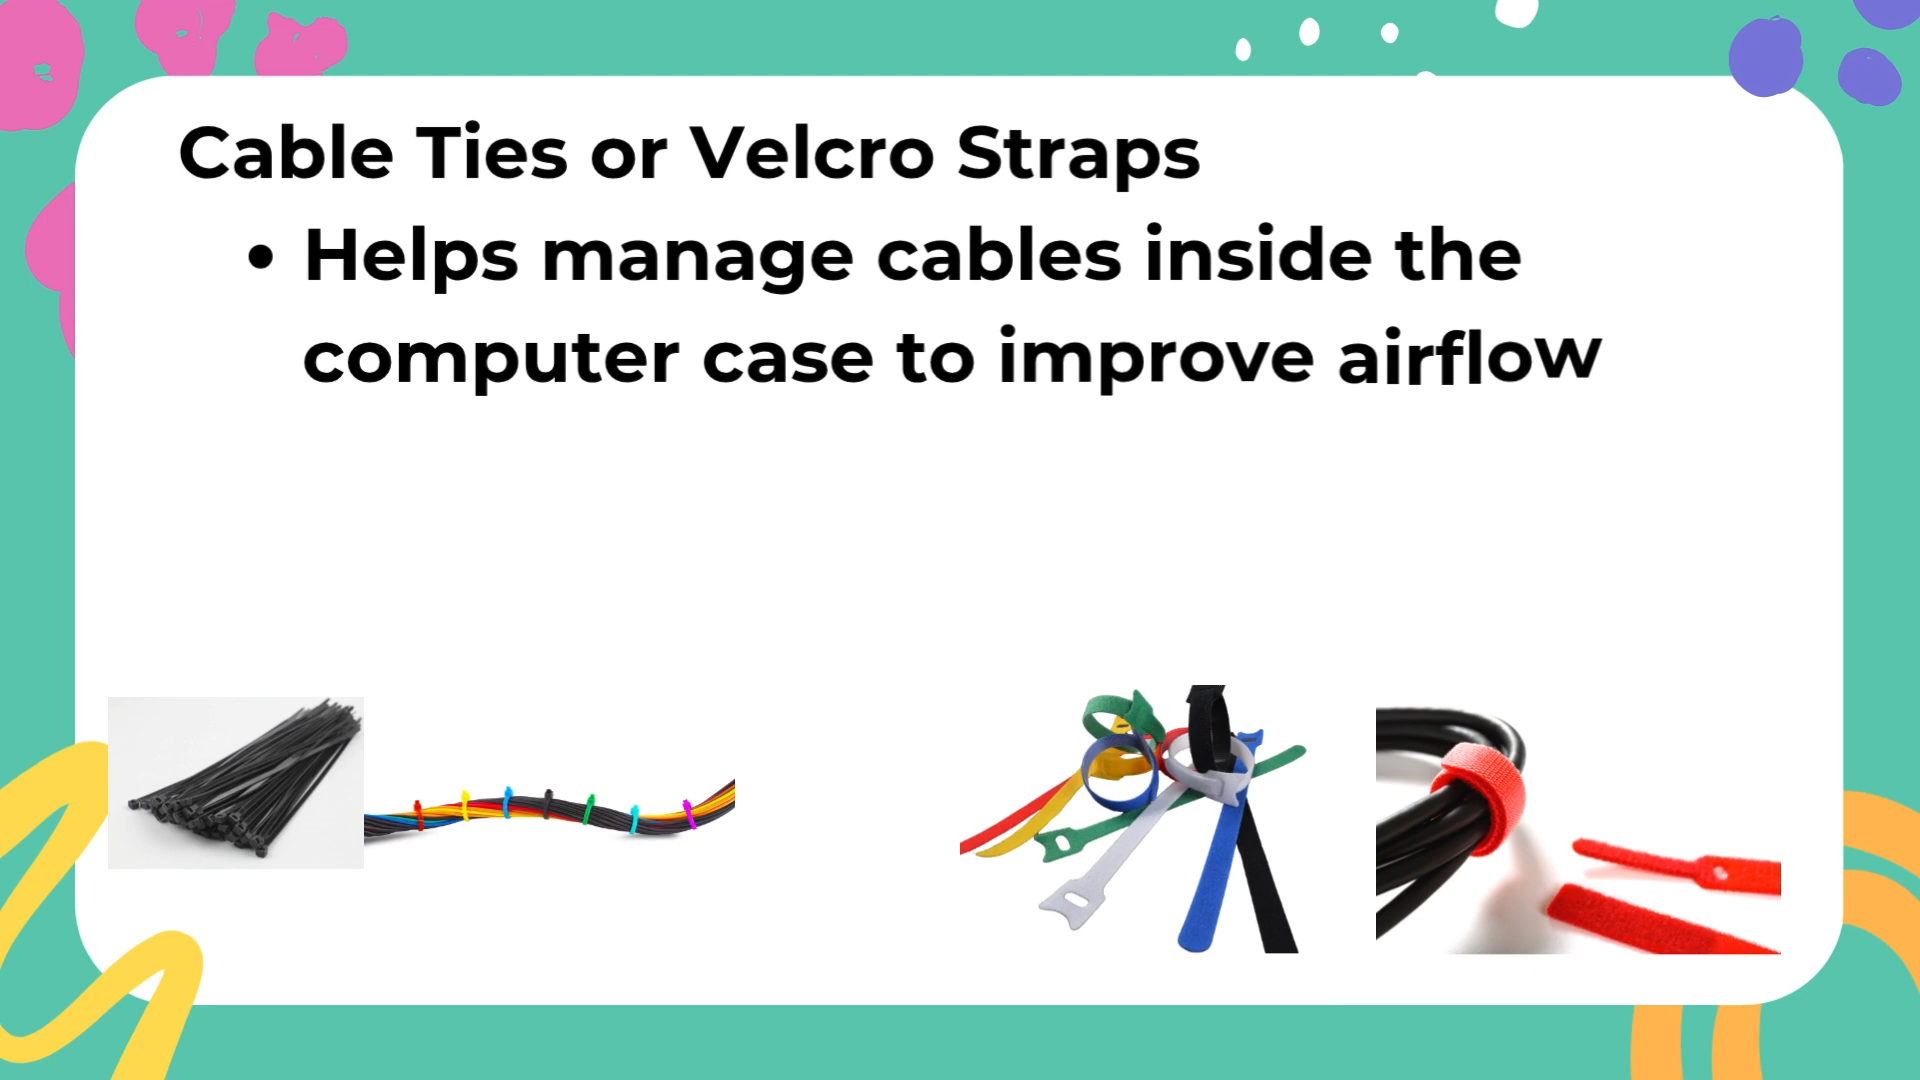 Cable Ties or Velcro Straps
• Helps manage cables inside the
computer case to improve airflow